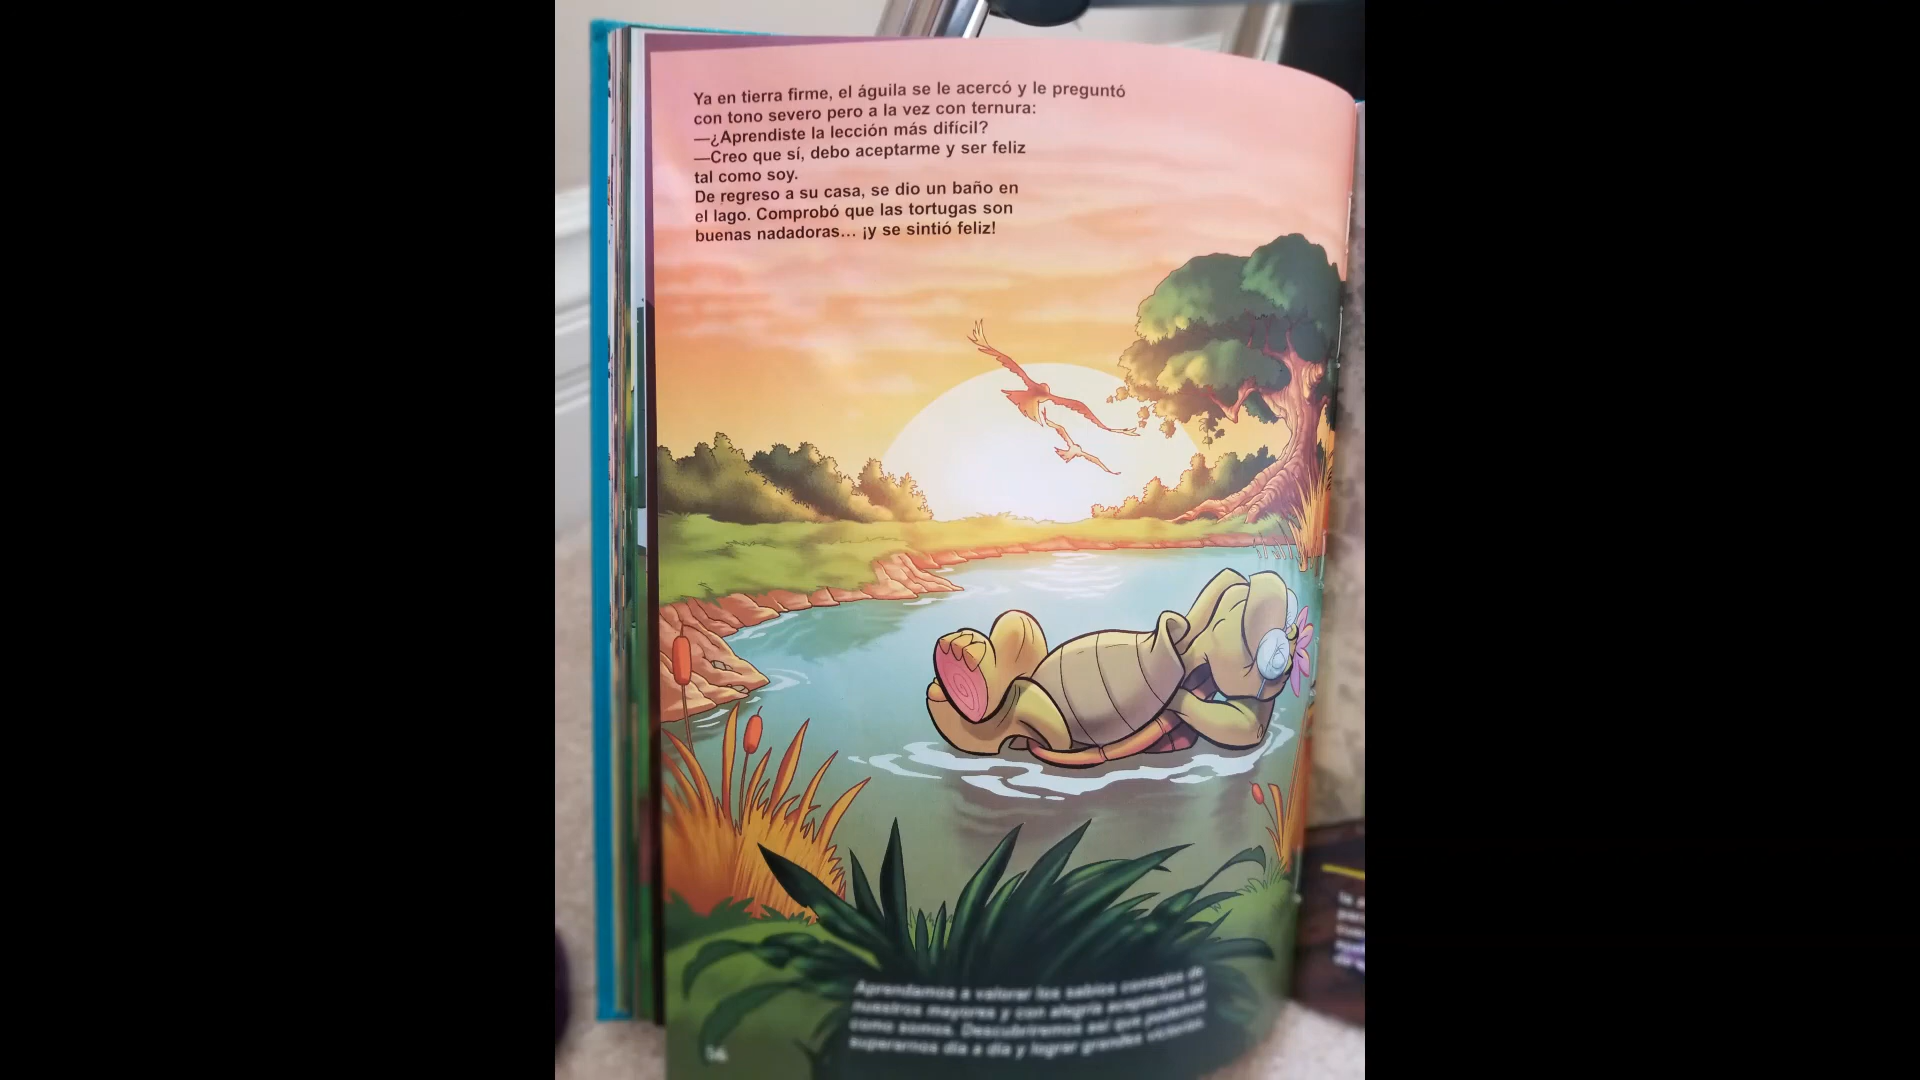 Ya en tierra firme, el águila se le acercó y le preguntó
con tono severo pero a la vez con ternura:
—¿Aprendiste la lección más difícil?
—Creo que sí, debo aceptarme y ser feliz
tal como soy.
De regreso a su casa, se dio un baño en
el lago. Comprobó que las tortugas son
buenas nadadoras... ¡y se sintió feliz!
Aprendamos a valorar los sabios consejos de
nuestros mayores y con alegría aceptarnos tal
como somos. Descubriremos así que podemos
superarnos día a día y lograr grandes victorias.